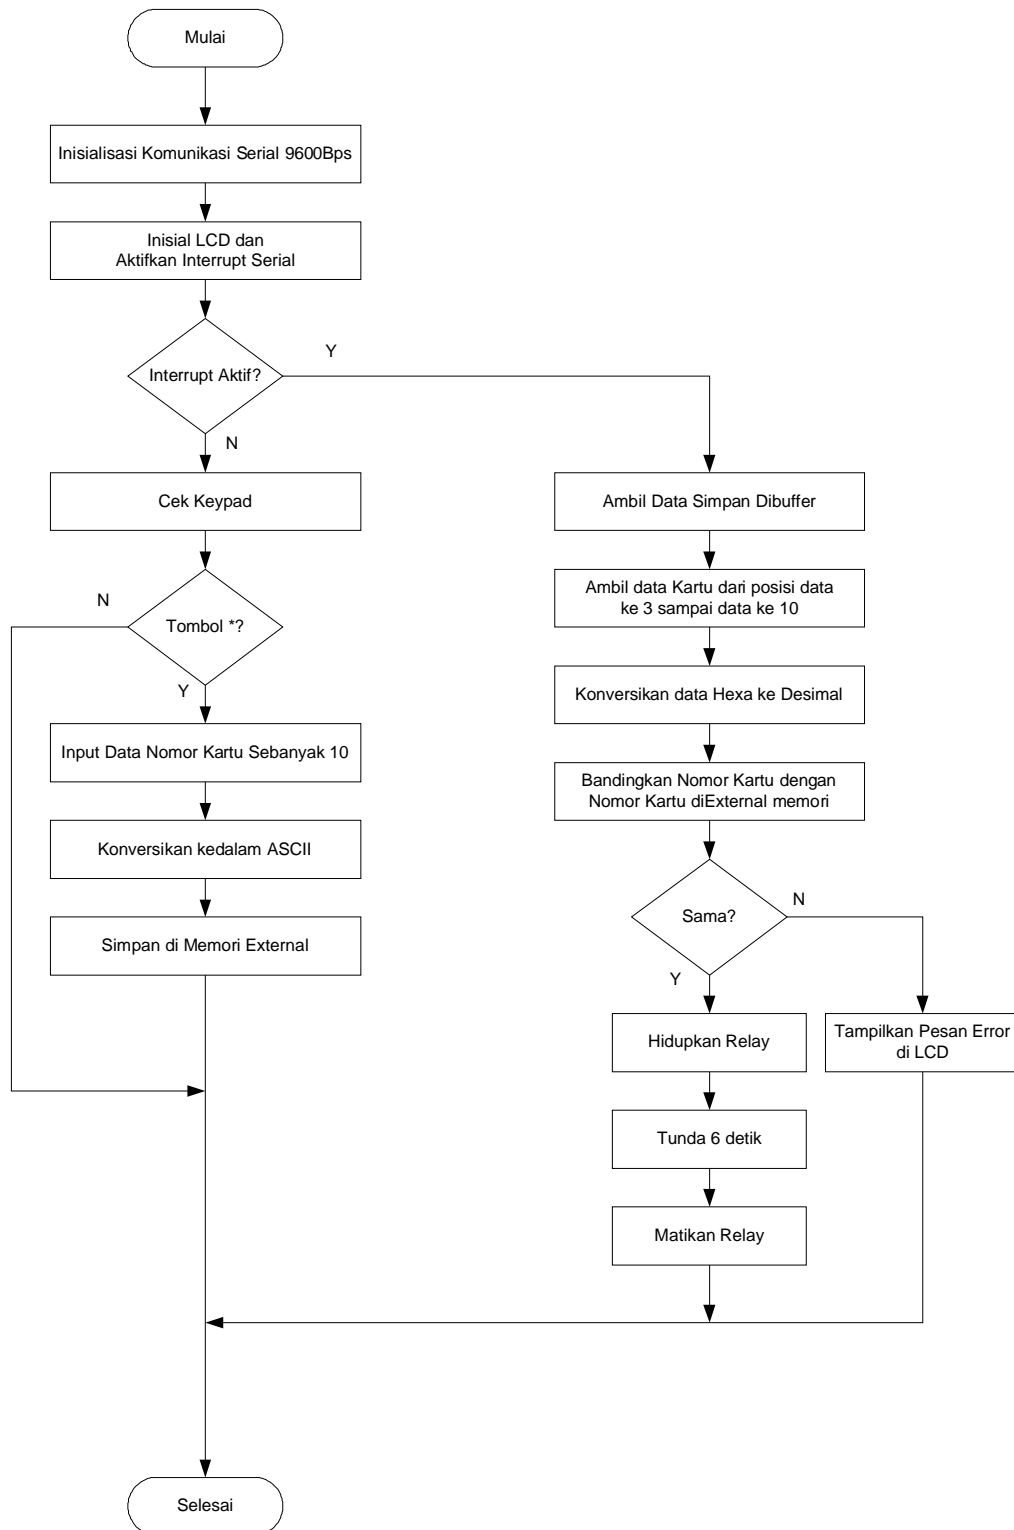 Mulai
Inisialisasi Komunikasi Serial 9600Bps
Inisial LCD dan
Aktifkan Interrupt Serial
Interrupt Aktif?
Y
N
Cek Keypad
Tombol *?
N
Y
Input Data Nomor Kartu Sebanyak 10
Konversikan kedalam ASCII
Simpan di Memori External
Ambil Data Simpan Dibuffer
Ambil data Kartu dari posisi data
ke 3 sampai data ke 10
Konversikan data Hexa ke Desimal
Bandingkan Nomor Kartu dengan
Nomor Kartu diExternal memori
Sama?
N
Y
Hidupkan Relay
Tampilkan Pesan Error
di LCD
Tunda 6 detik
Matikan Relay
Selesai